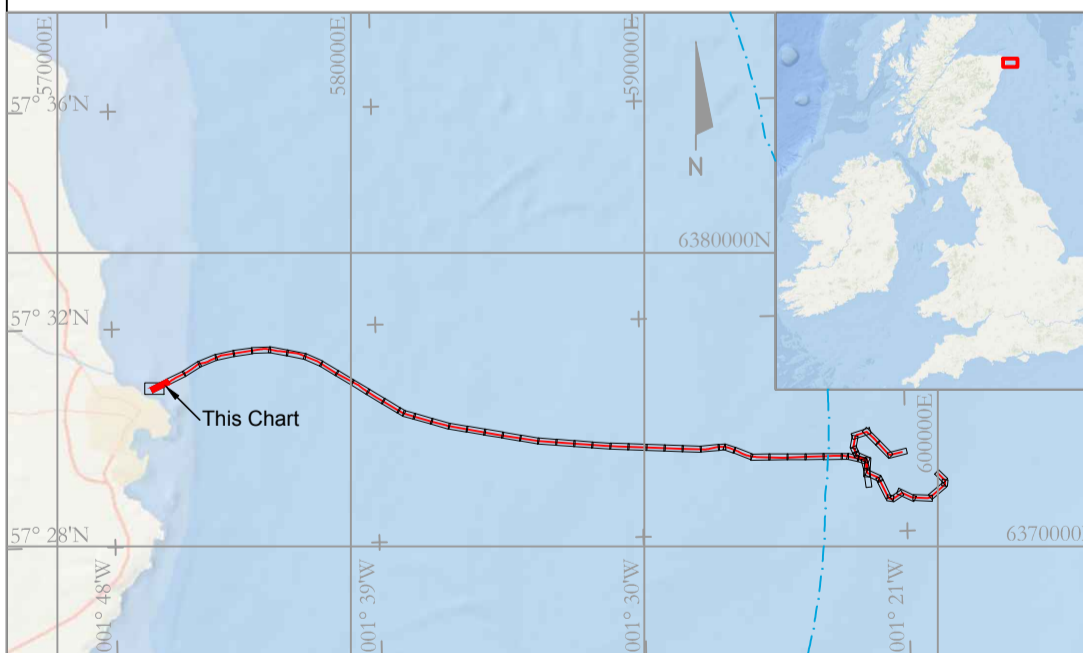 570000E
580000E
590000E
57° 36'N
N
6380000N
57° 32'N
This Chart
600000E
57° 28'N
6370000
001° 48'W
001° 39'W
001° 30'W
001° 21'W